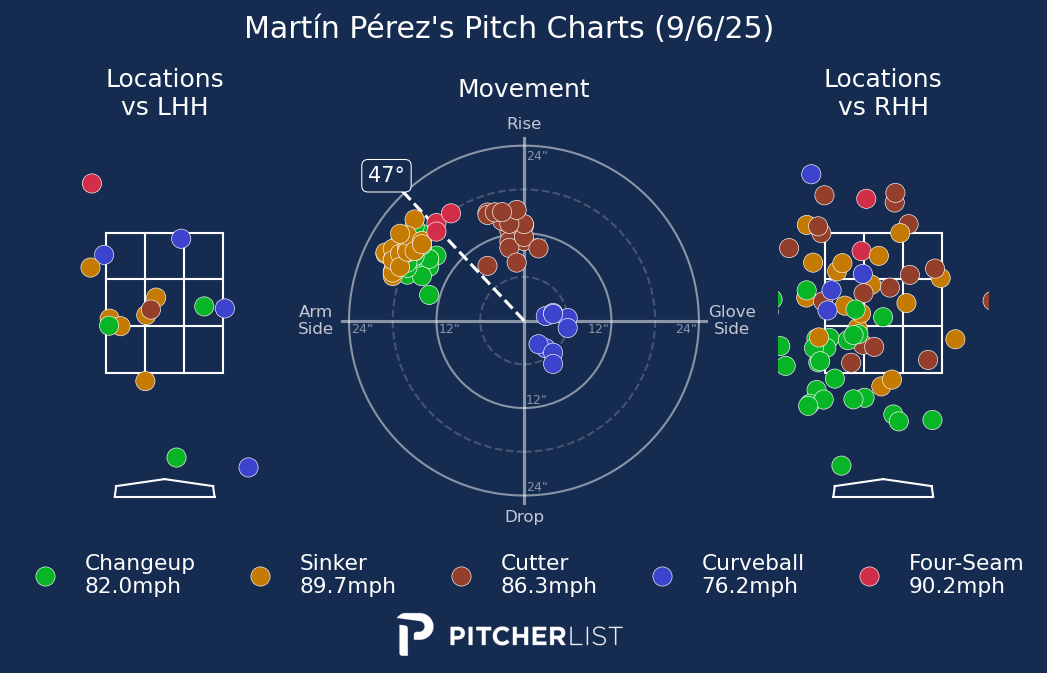 Martín Pérez's Pitch Charts (9/6/25)
Locations
vs LHH
Movement
Locations
vs RHH
Rise
24"
47°
Arm
Side
24"
12"
12"
24"
Glove
Side
12"
24"
Drop
Changeup
82.0mph
Sinker
89.7mph
Cutter
86.3mph
Curveball
76.2mph
Four-Seam
90.2mph
PITCHERLIST